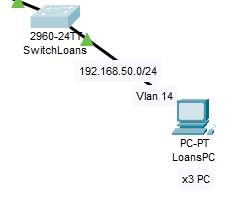 2960-24TT
SwitchLoans
192.168.50.0/24
Vlan 14
PC-PT
LoansPC
x3 PC